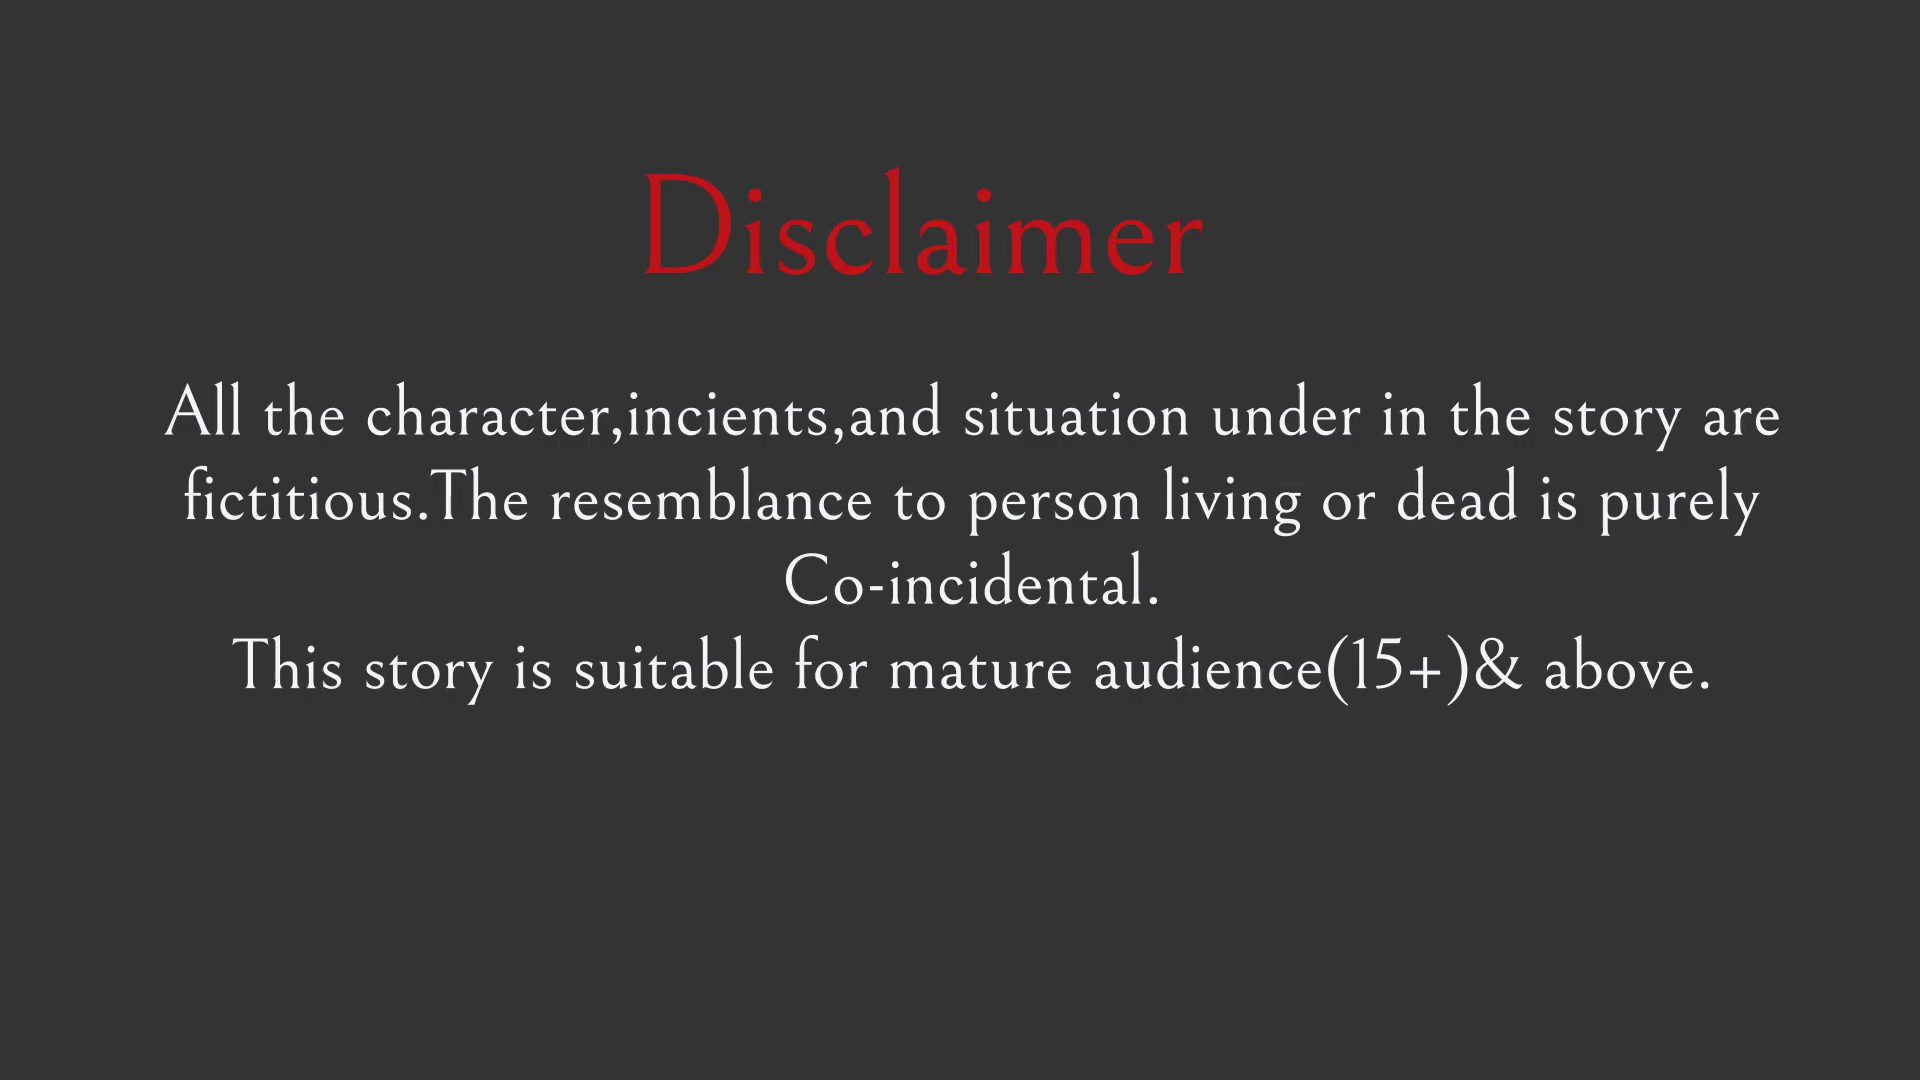 Disclaimer
All the character,incients,and situation under in the story are
fictitious.The resemblance to person living or dead is purely
Co-incidental.
This story is suitable for mature audience(15+)& above.